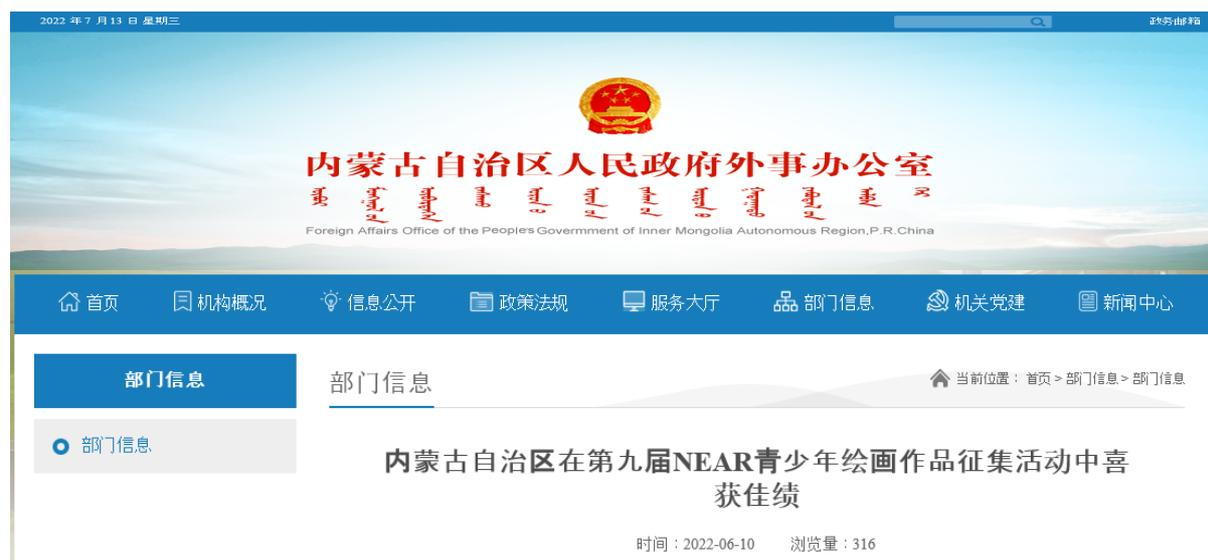 2022 年 7 月 13 日 星期三
政务邮箱
内蒙古自治区人民政府外事办公室
Foreign Affairs Office of the People's Govermment of Inner Mongolia Autonomous Region,P.R.China
首页 机构概况 信息公开 政策法规 服务大厅 部门信息 机关党建 新闻中心
部门信息
部门信息
部门信息
当前位置： 首页 > 部门信息 > 部门信息
内蒙古自治区在第九届NEAR青少年绘画作品征集活动中喜
获佳绩
时间：2022-06-10 浏览量：316